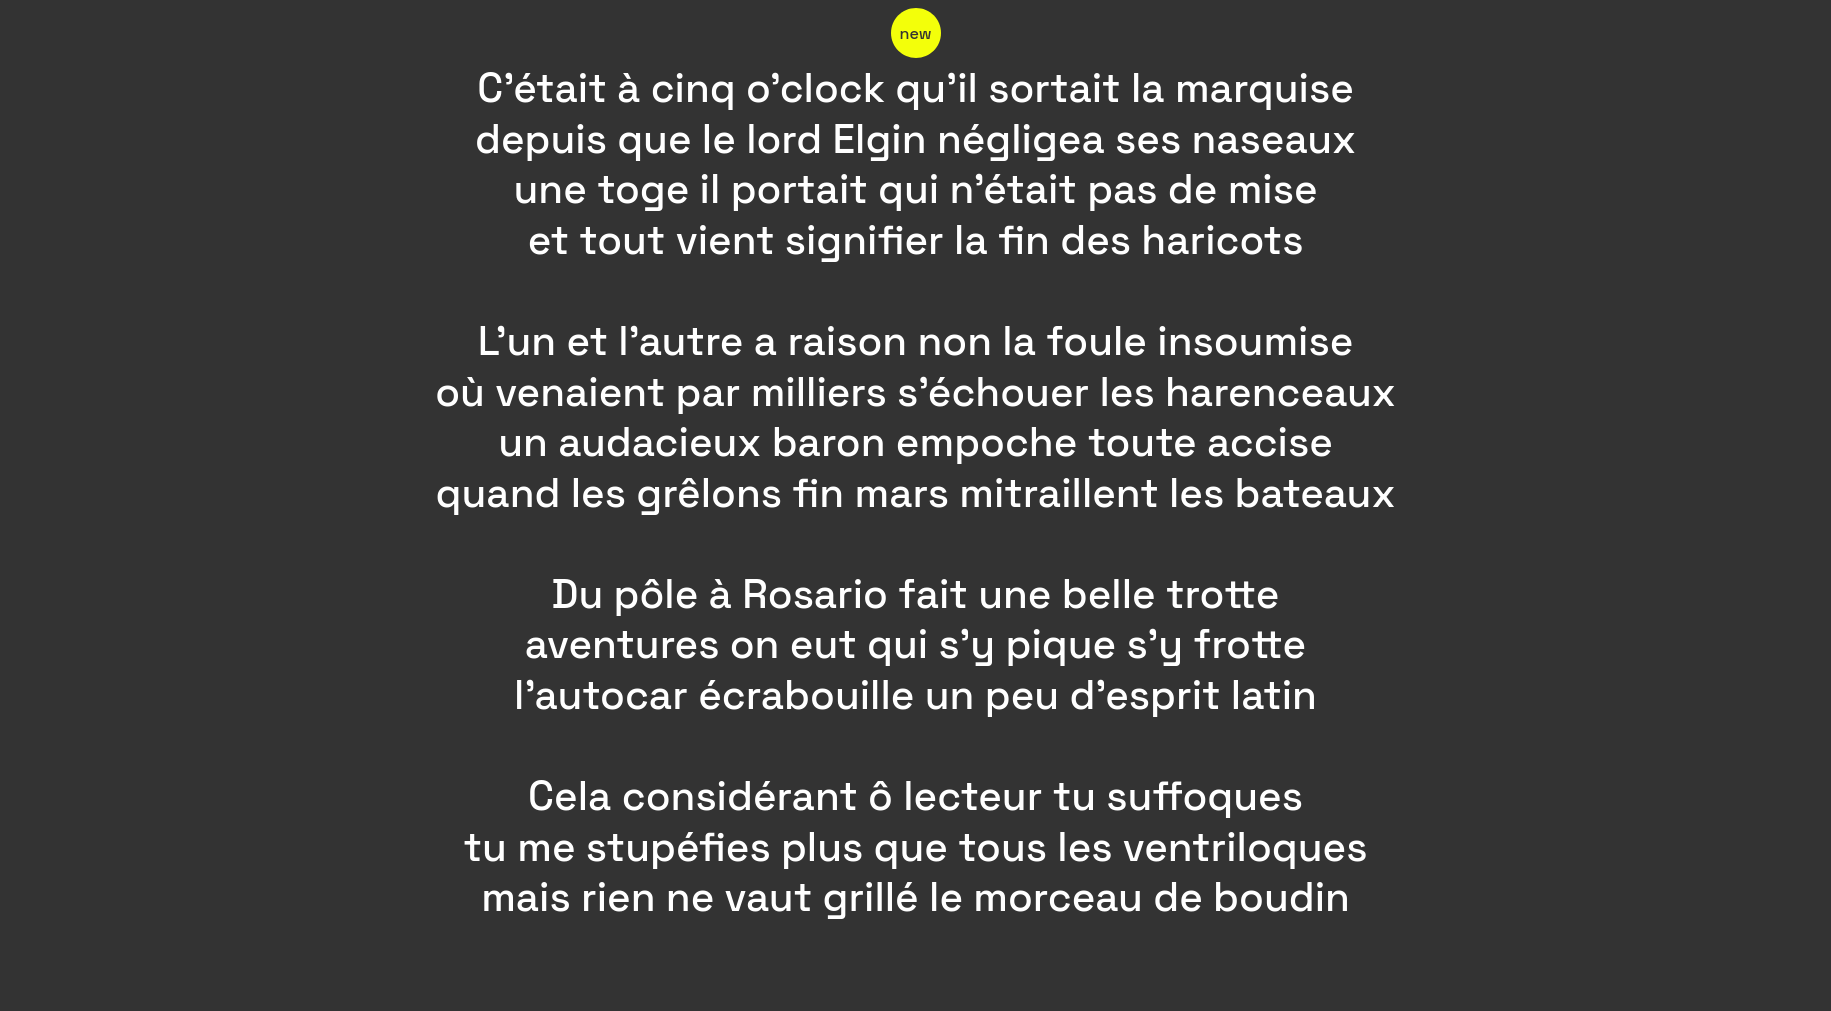 new
C’était à cinq o’clock qu’il sortait la marquise
depuis que le lord Elgin négligea ses naseaux
une toge il portait qui n’était pas de mise
et tout vient signifier la fin des haricots
L’un et l’autre a raison non la foule insoumise
où venaient par milliers s’échouer les harenceaux
un audacieux baron empoche toute accise
quand les grêlons fin mars mitraillent les bateaux
Du pôle à Rosario fait une belle trotte
aventures on eut qui s’y pique s’y frotte
l’autocar écrabouille un peu d’esprit latin
Cela considérant ô lecteur tu suffoques
tu me stupéfies plus que tous les ventriloques
mais rien ne vaut grillé le morceau de boudin